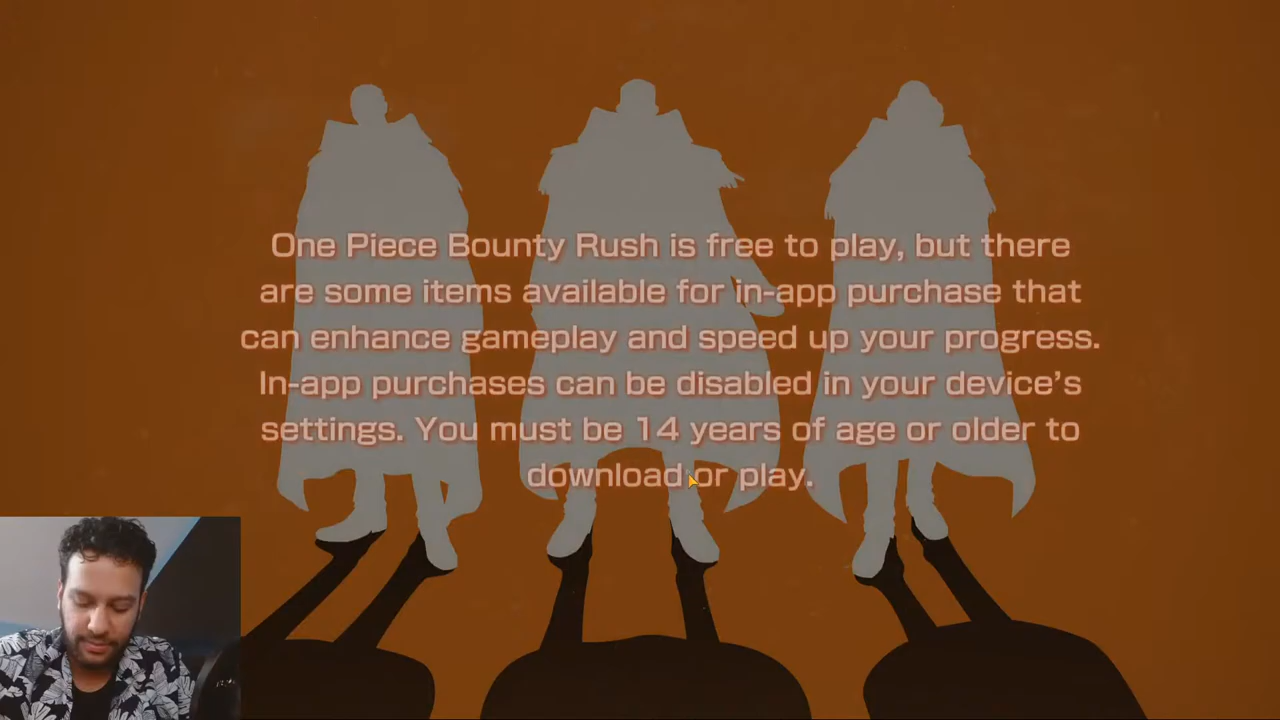 One Piece Bounty Rush is free to play, but there
are some items available for in-app purchase that
can enhance gameplay and speed up your progress.
In-app purchases can be disabled in your device’s
settings. You must be 14 years of age or older to
download or play.